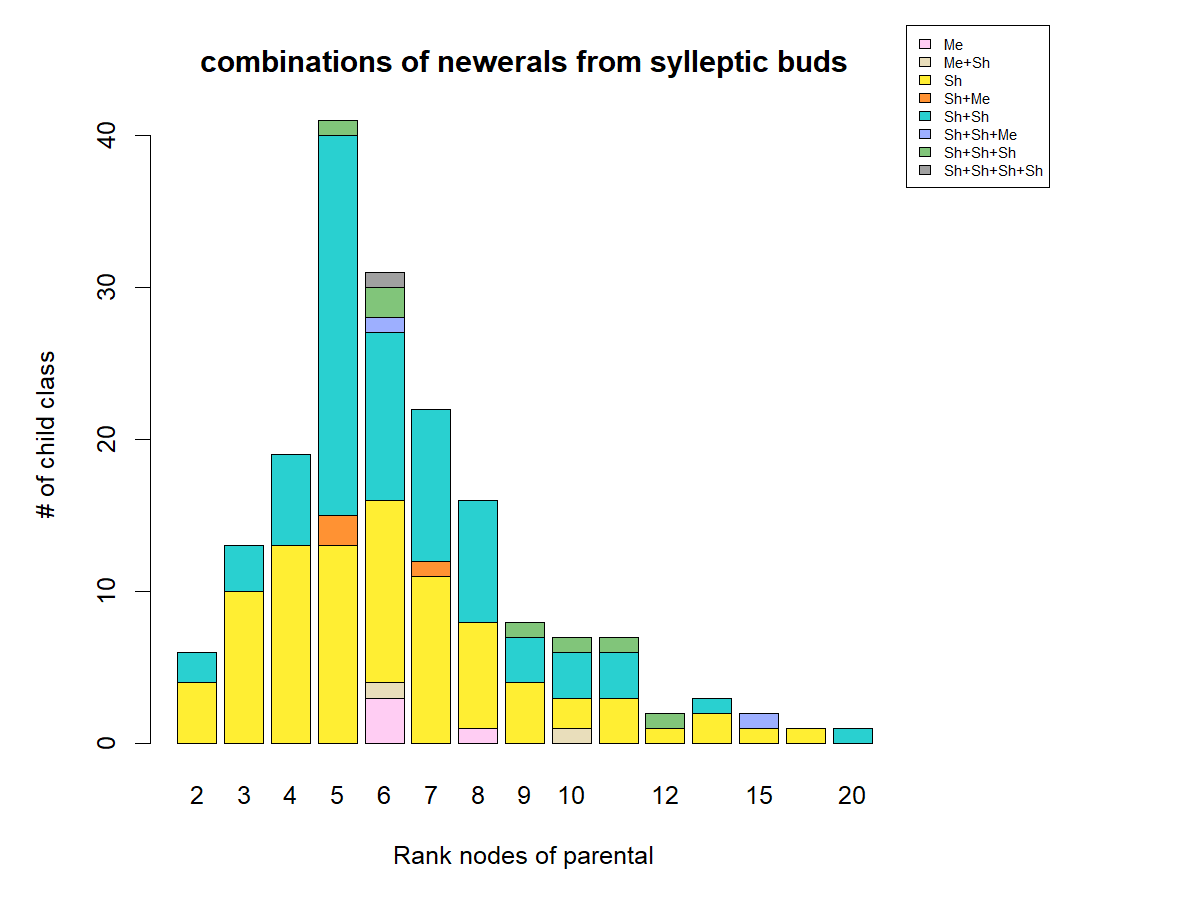 combinations of newerals from sylleptic buds
Me
Me+Sh
Sh
Sh+Me
Sh+Sh
Sh+Sh+Me
Sh+Sh+Sh
Sh+Sh+Sh+Sh
# of child class
40
30
20
10
0
2 3 4 5 6 7 8 9 10 12 15 20
Rank nodes of parental